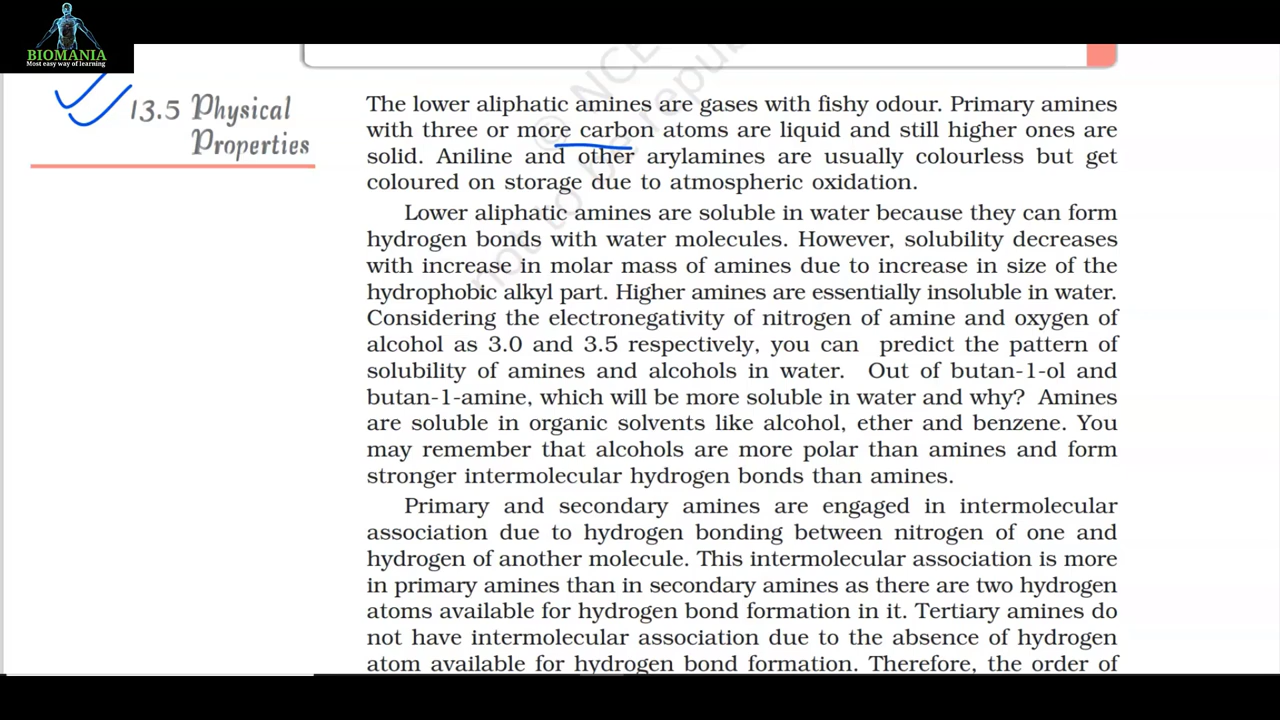 BIOMANIA
Most easy way of learning
© NCE
not to be repub
13.5 Physical
Properties
The lower aliphatic amines are gases with fishy odour. Primary amines
with three or more carbon atoms are liquid and still higher ones are
solid. Aniline and other arylamines are usually colourless but get
coloured on storage due to atmospheric oxidation.
Lower aliphatic amines are soluble in water because they can form
hydrogen bonds with water molecules. However, solubility decreases
with increase in molar mass of amines due to increase in size of the
hydrophobic alkyl part. Higher amines are essentially insoluble in water.
Considering the electronegativity of nitrogen of amine and oxygen of
alcohol as 3.0 and 3.5 respectively, you can predict the pattern of
solubility of amines and alcohols in water. Out of butan-1-ol and
butan-1-amine, which will be more soluble in water and why? Amines
are soluble in organic solvents like alcohol, ether and benzene. You
may remember that alcohols are more polar than amines and form
stronger intermolecular hydrogen bonds than amines.
Primary and secondary amines are engaged in intermolecular
association due to hydrogen bonding between nitrogen of one and
hydrogen of another molecule. This intermolecular association is more
in primary amines than in secondary amines as there are two hydrogen
atoms available for hydrogen bond formation in it. Tertiary amines do
not have intermolecular association due to the absence of hydrogen
atom available for hydrogen bond formation. Therefore, the order of